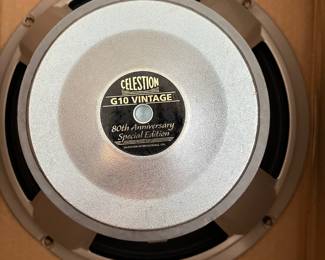 CELESTION
G10 VINTAGE
80th Anniversary
Special Edition